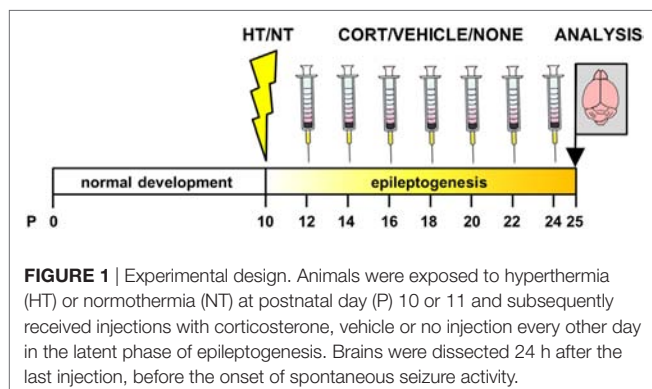 HT/NT CORT/VEHICLE/NONE ANALYSIS
normal development epileptogenesis
P 0 10 12 14 16 18 20 22 24 25
FIGURE 1 | Experimental design. Animals were exposed to hyperthermia
(HT) or normothermia (NT) at postnatal day (P) 10 or 11 and subsequently
received injections with corticosterone, vehicle or no injection every other day
in the latent phase of epileptogenesis. Brains were dissected 24 h after the
last injection, before the onset of spontaneous seizure activity.